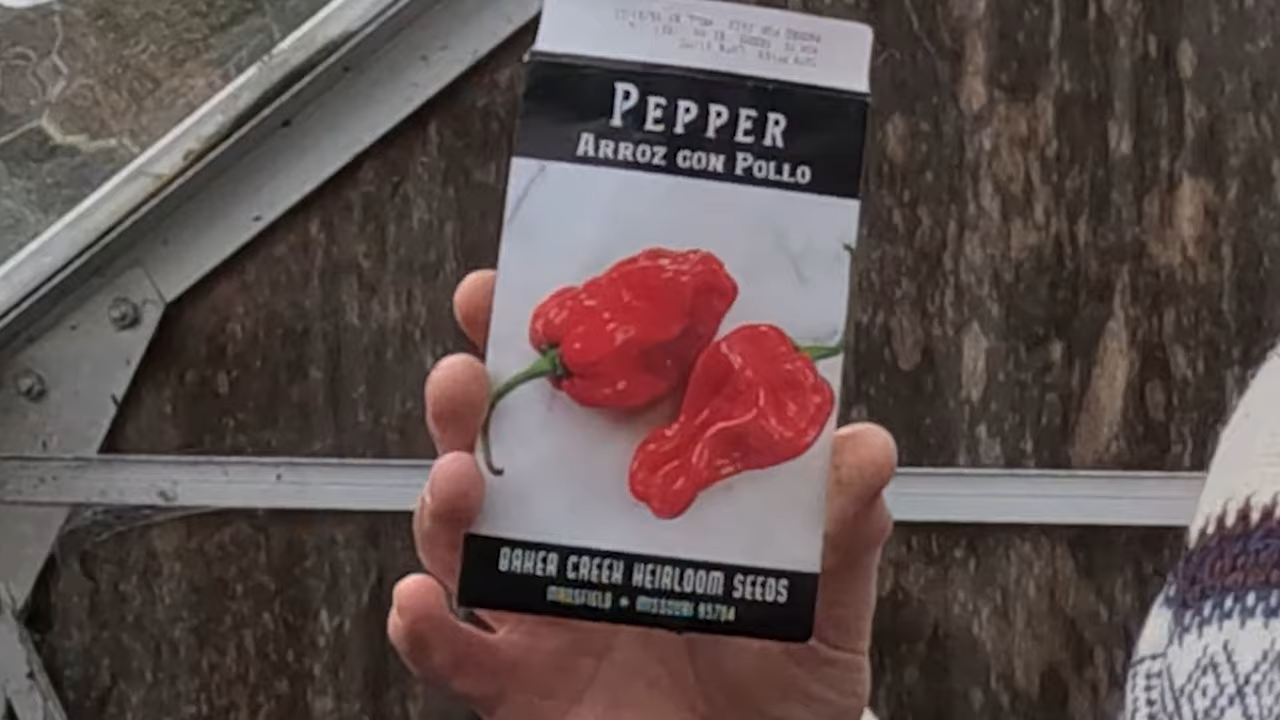 PEPPER
ARROZ CON POLLO
BAKER CREEK HEIRLOOM SEEDS
MANSFIELD • MISSOURI 65704